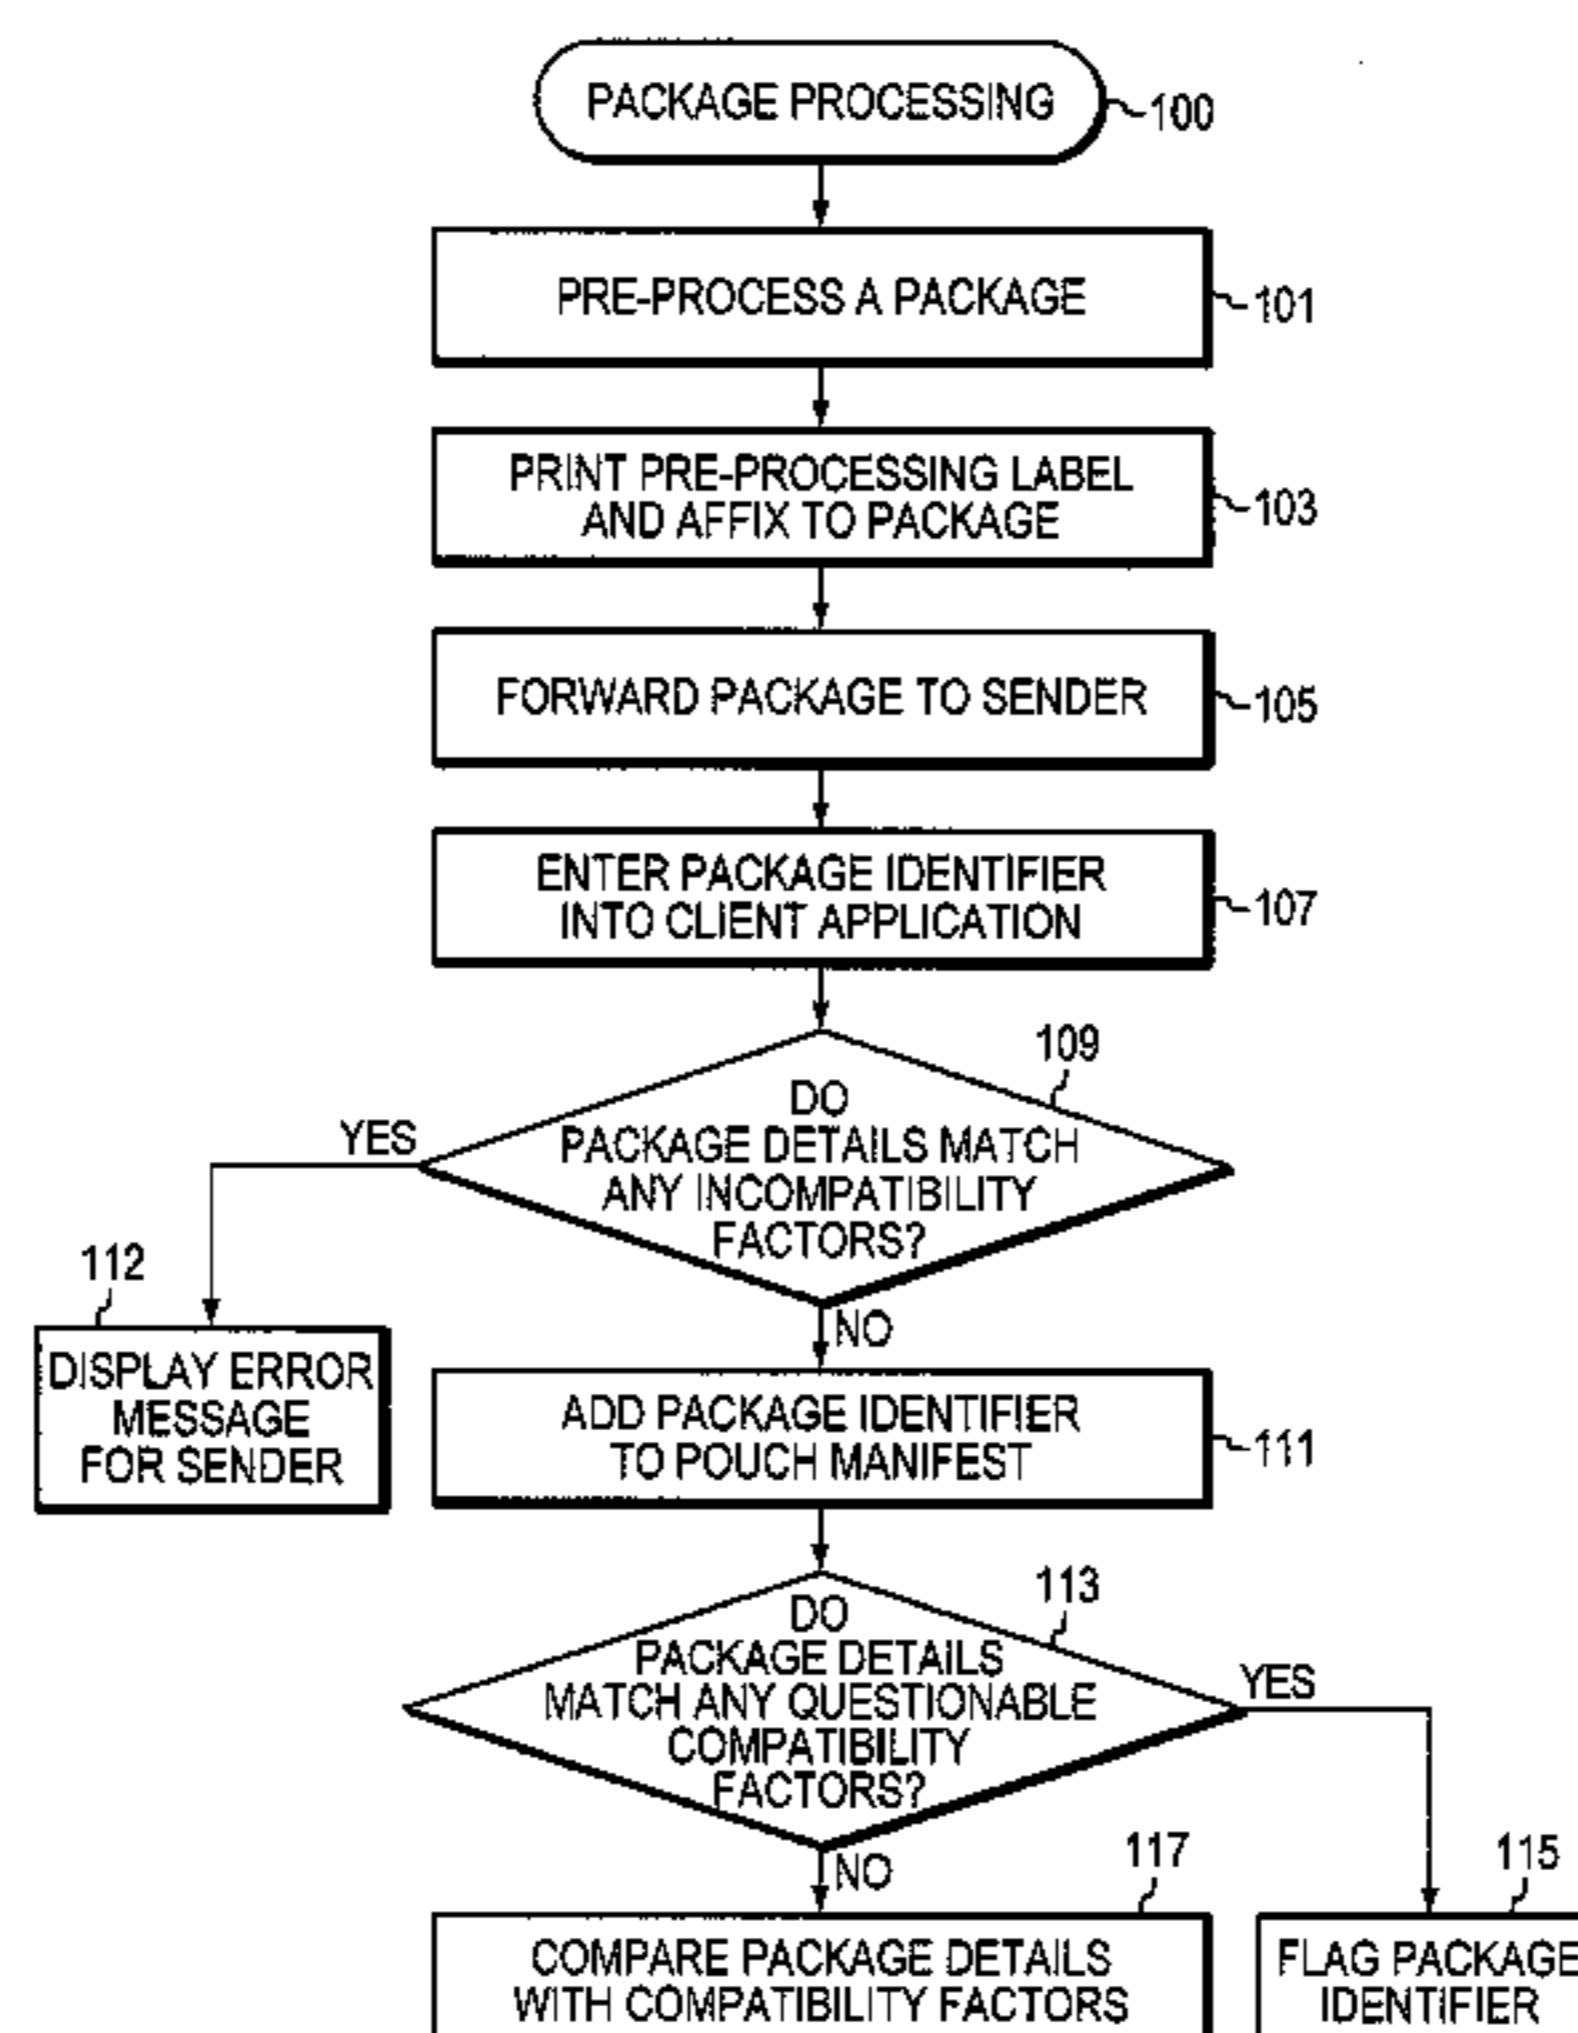 PACKAGE PROCESSING
100
PRE-PROCESS A PACKAGE
101
PRINT PRE-PROCESSING LABEL
AND AFFIX TO PACKAGE
103
FORWARD PACKAGE TO SENDER
105
ENTER PACKAGE IDENTIFIER
INTO CLIENT APPLICATION
107
109
DO
PACKAGE DETAILS MATCH
ANY INCOMPATIBILITY
FACTORS?
YES
112
DISPLAY ERROR
MESSAGE
FOR SENDER
NO
ADD PACKAGE IDENTIFIER
TO POUCH MANIFEST
111
113
DO
PACKAGE DETAILS
MATCH ANY QUESTIONABLE
COMPATIBILITY
FACTORS?
YES
NO
117
COMPARE PACKAGE DETAILS
WITH COMPATIBILITY FACTORS
115
FLAG PACKAGE
IDENTIFIER